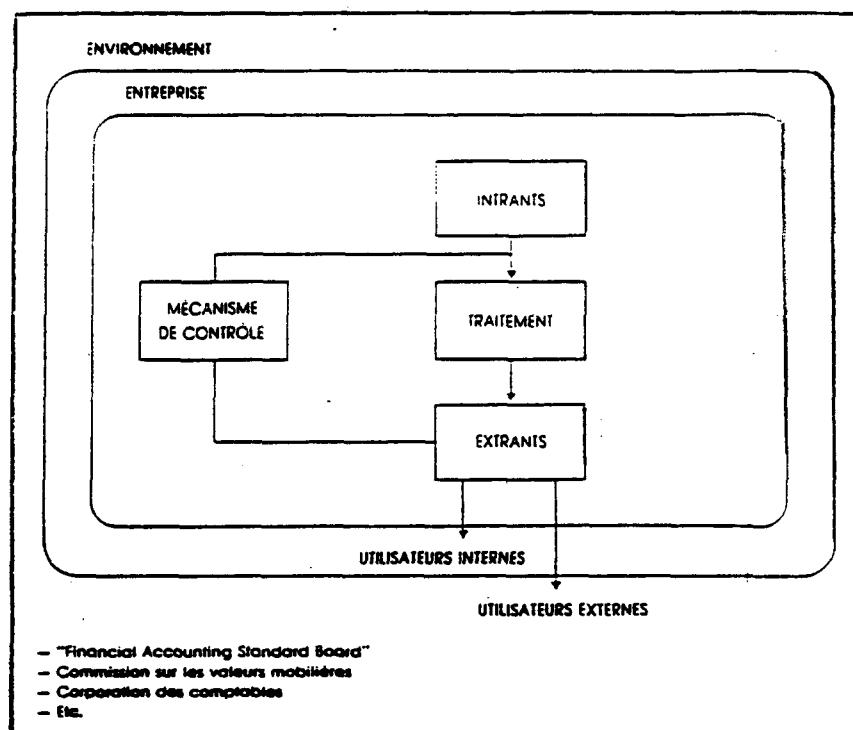 ENVIRONNEMENT
ENTREPRISE
INTRANTS
MÉCANISME
DE CONTRÔLE
TRAITEMENT
EXTRANTS
UTILISATEURS INTERNES
UTILISATEURS EXTERNES
– "Financial Accounting Standard Board"
– Commission sur les valeurs mobilières
– Corporation des comptables
– Etc.